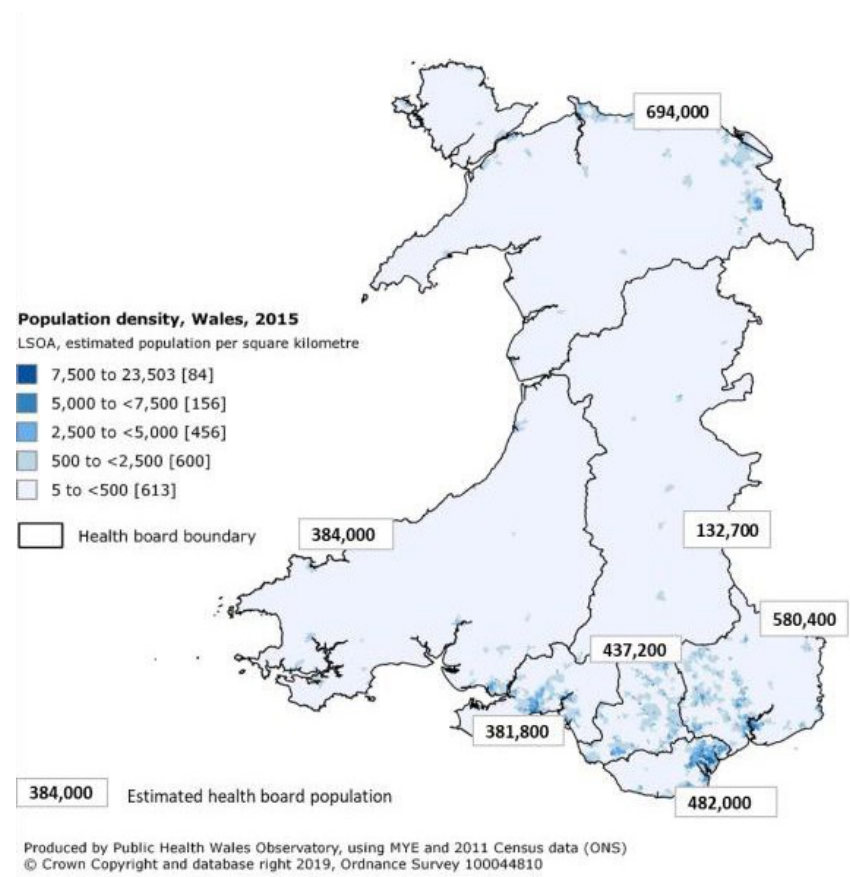 694,000
Population density, Wales, 2015
LSOA, estimated population per square kilometre
7,500 to 23,503 [84]
5,000 to <7,500 [156]
2,500 to <5,000 [456]
500 to <2,500 [600]
5 to <500 [613]
Health board boundary
384,000
132,700
580,400
437,200
381,800
482,000
384,000 Estimated health board population
Produced by Public Health Wales Observatory, using MYE and 2011 Census data (ONS)
© Crown Copyright and database right 2019, Ordnance Survey 100044810